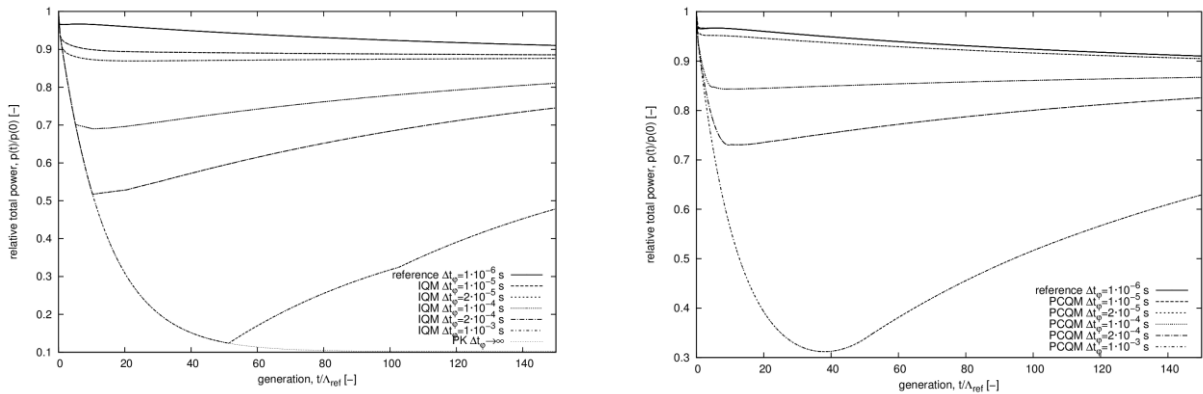 relative total power, p(t)/p(0) [–]
1
0.9
0.8
0.7
0.6
0.5
0.4
0.3
0.2
0.1
reference Δtφ=1·10⁻⁶ s
IQM Δtφ=1·10⁻⁵ s
IQM Δtφ=2·10⁻⁵ s
IQM Δtφ=1·10⁻⁴ s
IQM Δtφ=2·10⁻⁴ s
IQM Δtφ=1·10⁻³ s
PK Δtφ→∞
0 20 40 60 80 100 120 140
generation, t/Λref [–]
relative total power, p(t)/p(0) [–]
1
0.9
0.8
0.7
0.6
0.5
0.4
0.3
reference Δtφ=1·10⁻⁶ s
PCQM Δtφ=1·10⁻⁵ s
PCQM Δtφ=2·10⁻⁵ s
PCQM Δtφ=1·10⁻⁴ s
PCQM Δtφ=2·10⁻⁴ s
PCQM Δtφ=1·10⁻³ s
0 20 40 60 80 100 120 140
generation, t/Λref [–]